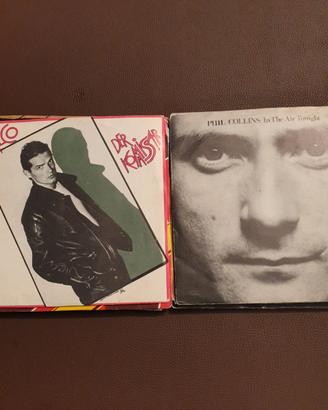 CO
DER
KOMMISSAR
PHIL COLLINS In The Air Tonight